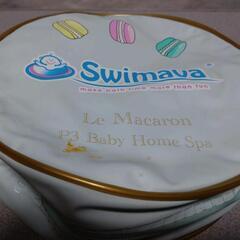 Swimava
make bath time more than fun
Le Macaron
P3 Baby Home Spa